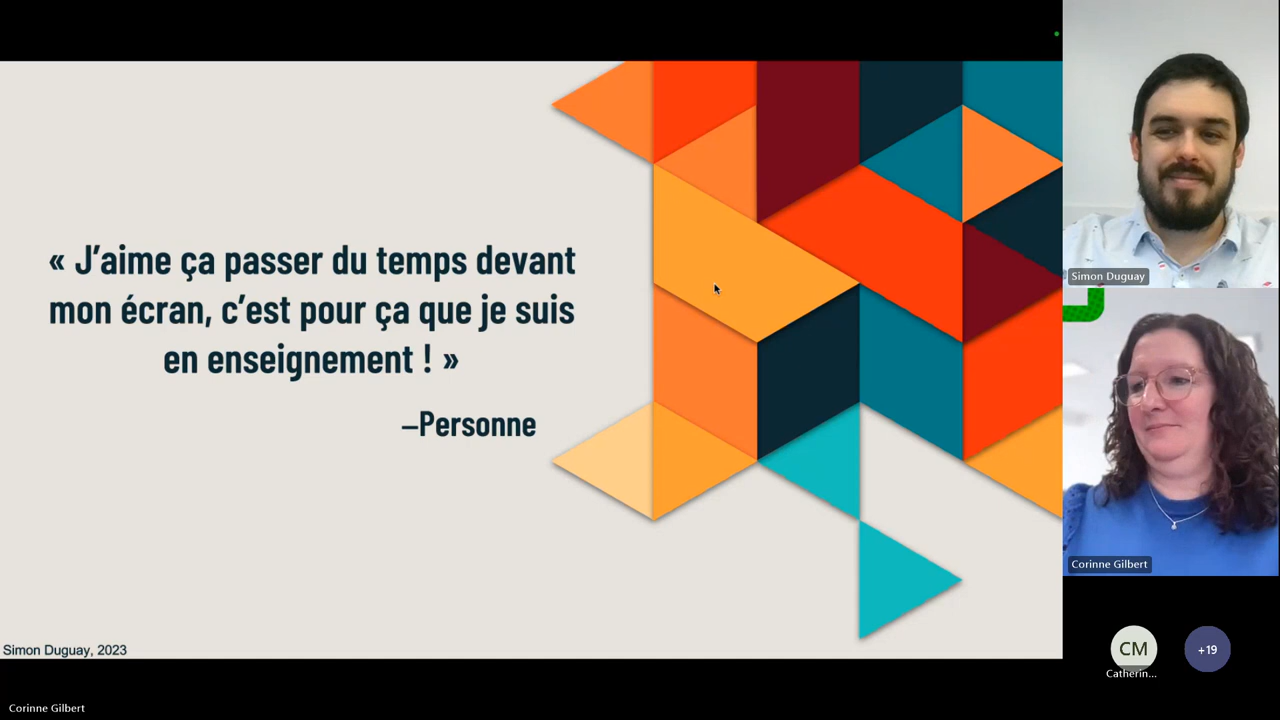 « J’aime ça passer du temps devant
mon écran, c’est pour ça que je suis
en enseignement ! »
–Personne
Simon Duguay, 2023
Corinne Gilbert
Simon Duguay
Corinne Gilbert
CM
Catherin...
+19